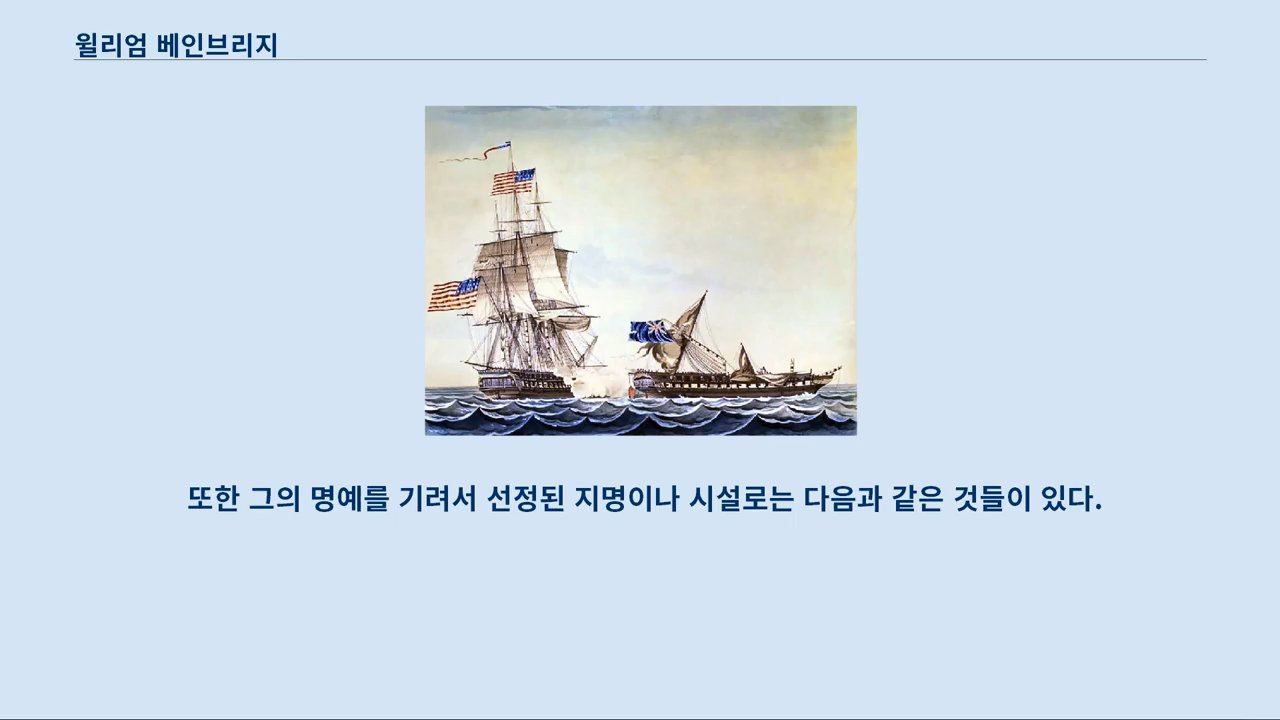 윌리엄 베인브리지
또한 그의 명예를 기려서 선정된 지명이나 시설로는 다음과 같은 것들이 있다.